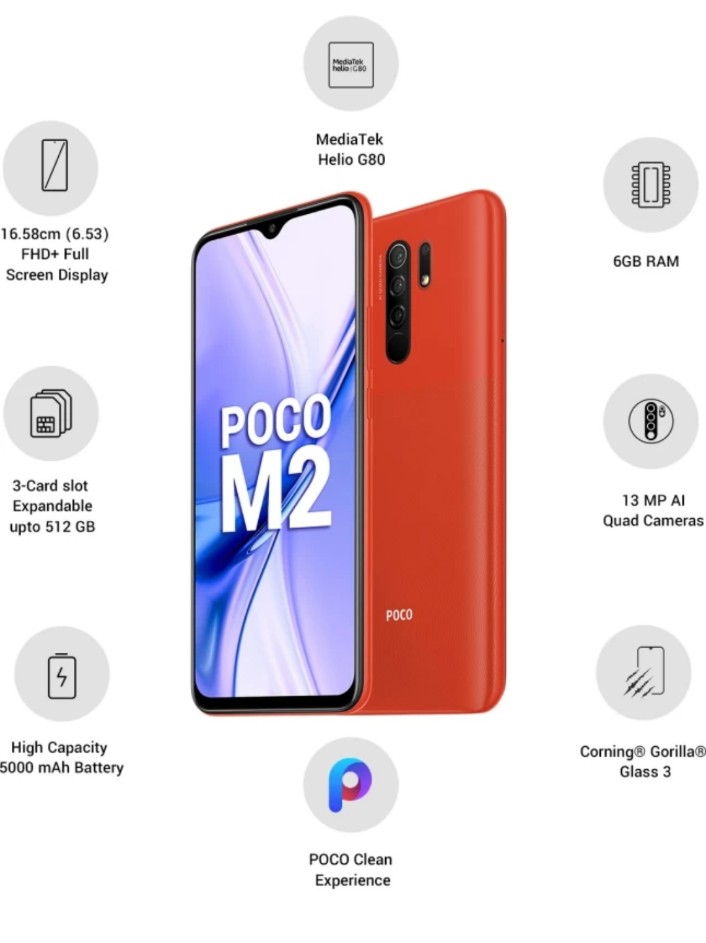 MediaTek
helio G80
MediaTek
Helio G80
16.58cm (6.53)
FHD+ Full
Screen Display
6GB RAM
POCO
M2
3-Card slot
Expandable
upto 512 GB
13 MP AI
Quad Cameras
POCO
High Capacity
5000 mAh Battery
Corning® Gorilla®
Glass 3
POCO Clean
Experience